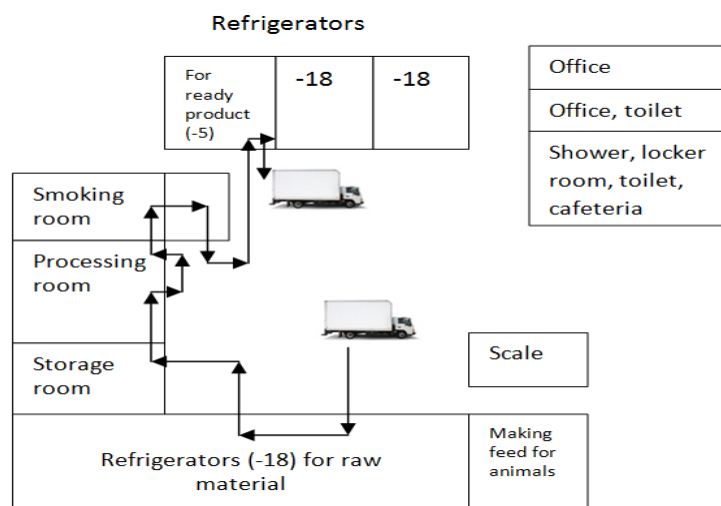 Refrigerators
For
ready
product
(-5)
-18
-18
Office
Office, toilet
Shower, locker
room, toilet,
cafeteria
Smoking
room
Processing
room
Storage
room
Scale
Refrigerators (-18) for raw
material
Making
feed for
animals